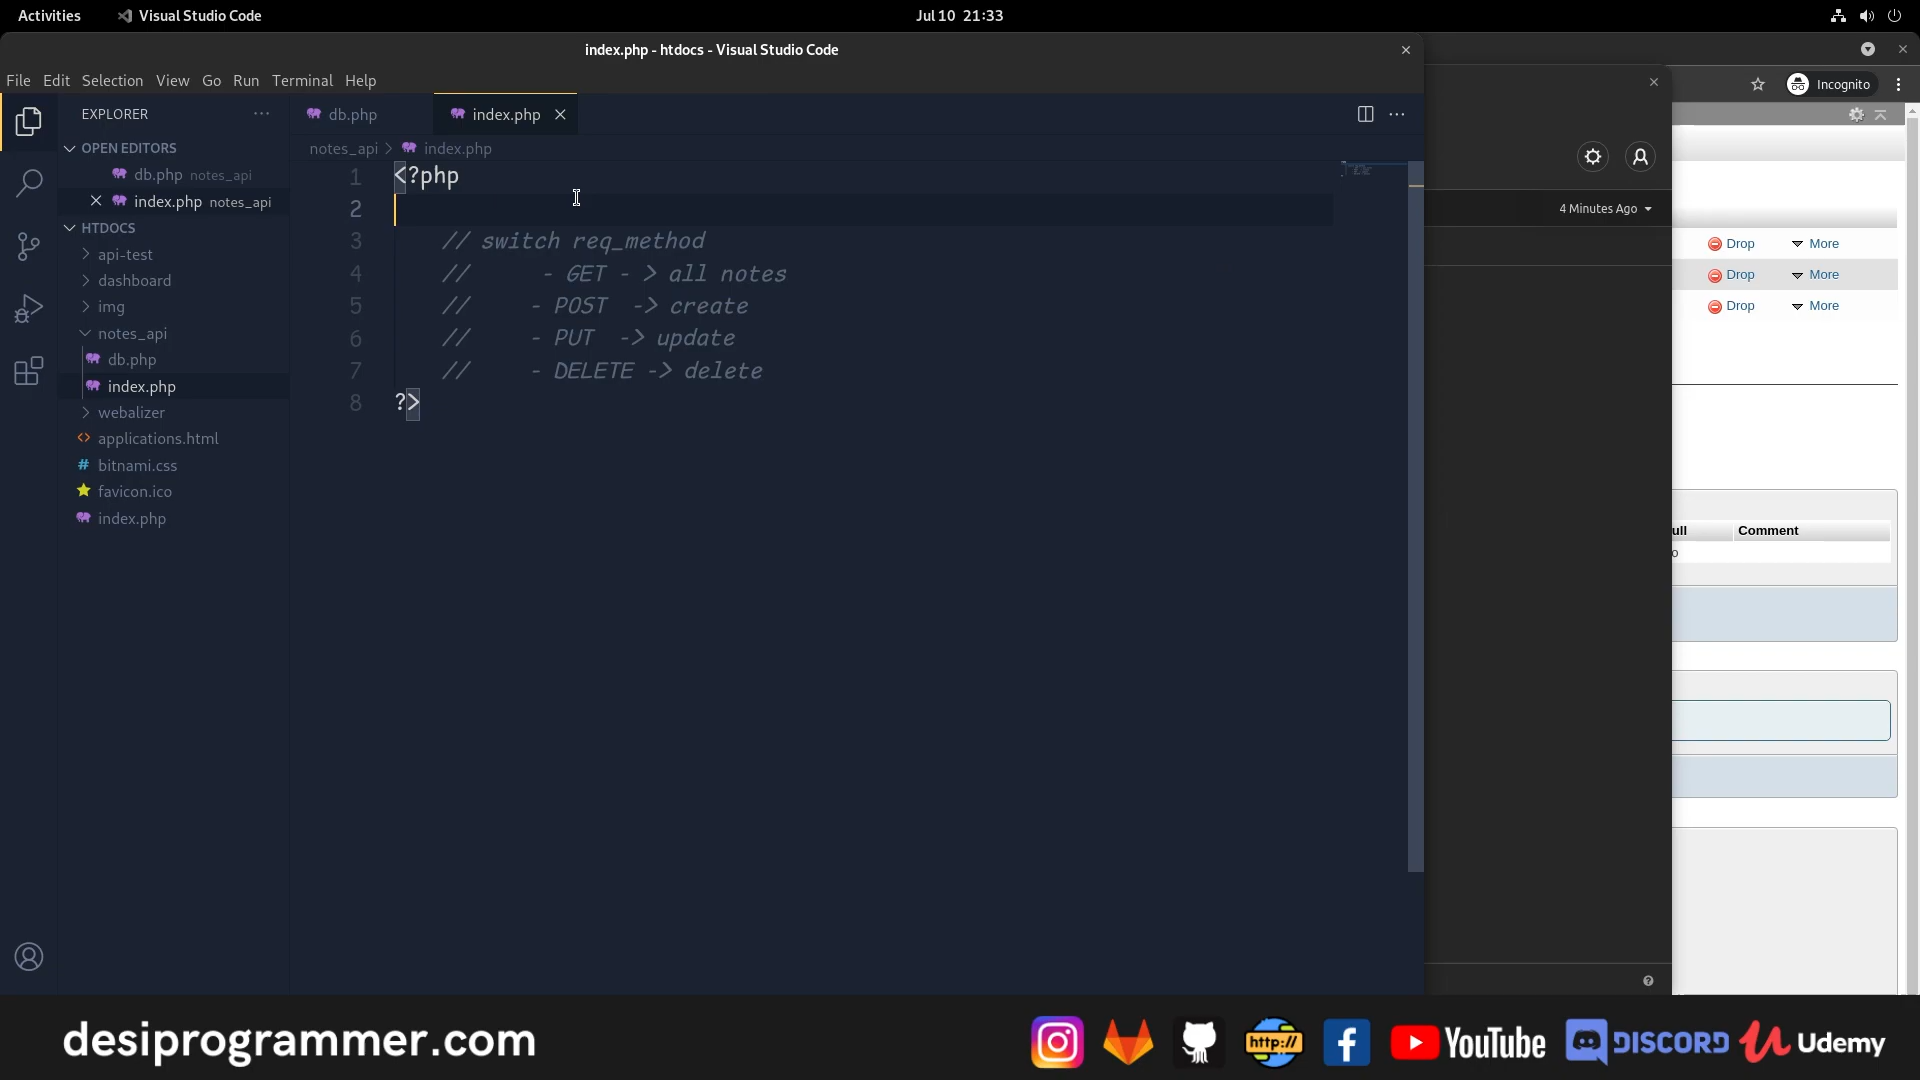 Activities
Visual Studio Code
Jul 10 21:33
index.php - htdocs - Visual Studio Code
File Edit Selection View Go Run Terminal Help
Incognito
EXPLORER
db.php
index.php
OPEN EDITORS
notes_api > index.php
db.php notes_api
index.php notes_api
HTDOCS
api-test
dashboard
img
notes_api
db.php
index.php
webalizer
applications.html
bitnami.css
favicon.ico
index.php
1 <?php
2
3 // switch req_method
4 // - GET - > all notes
5 // - POST -> create
6 // - PUT -> update
7 // - DELETE -> delete
8 ?>
4 Minutes Ago
Drop More
Drop More
Drop More
ull Comment
o
desiprogrammer.com
http://
YouTube
DISCORD
Udemy